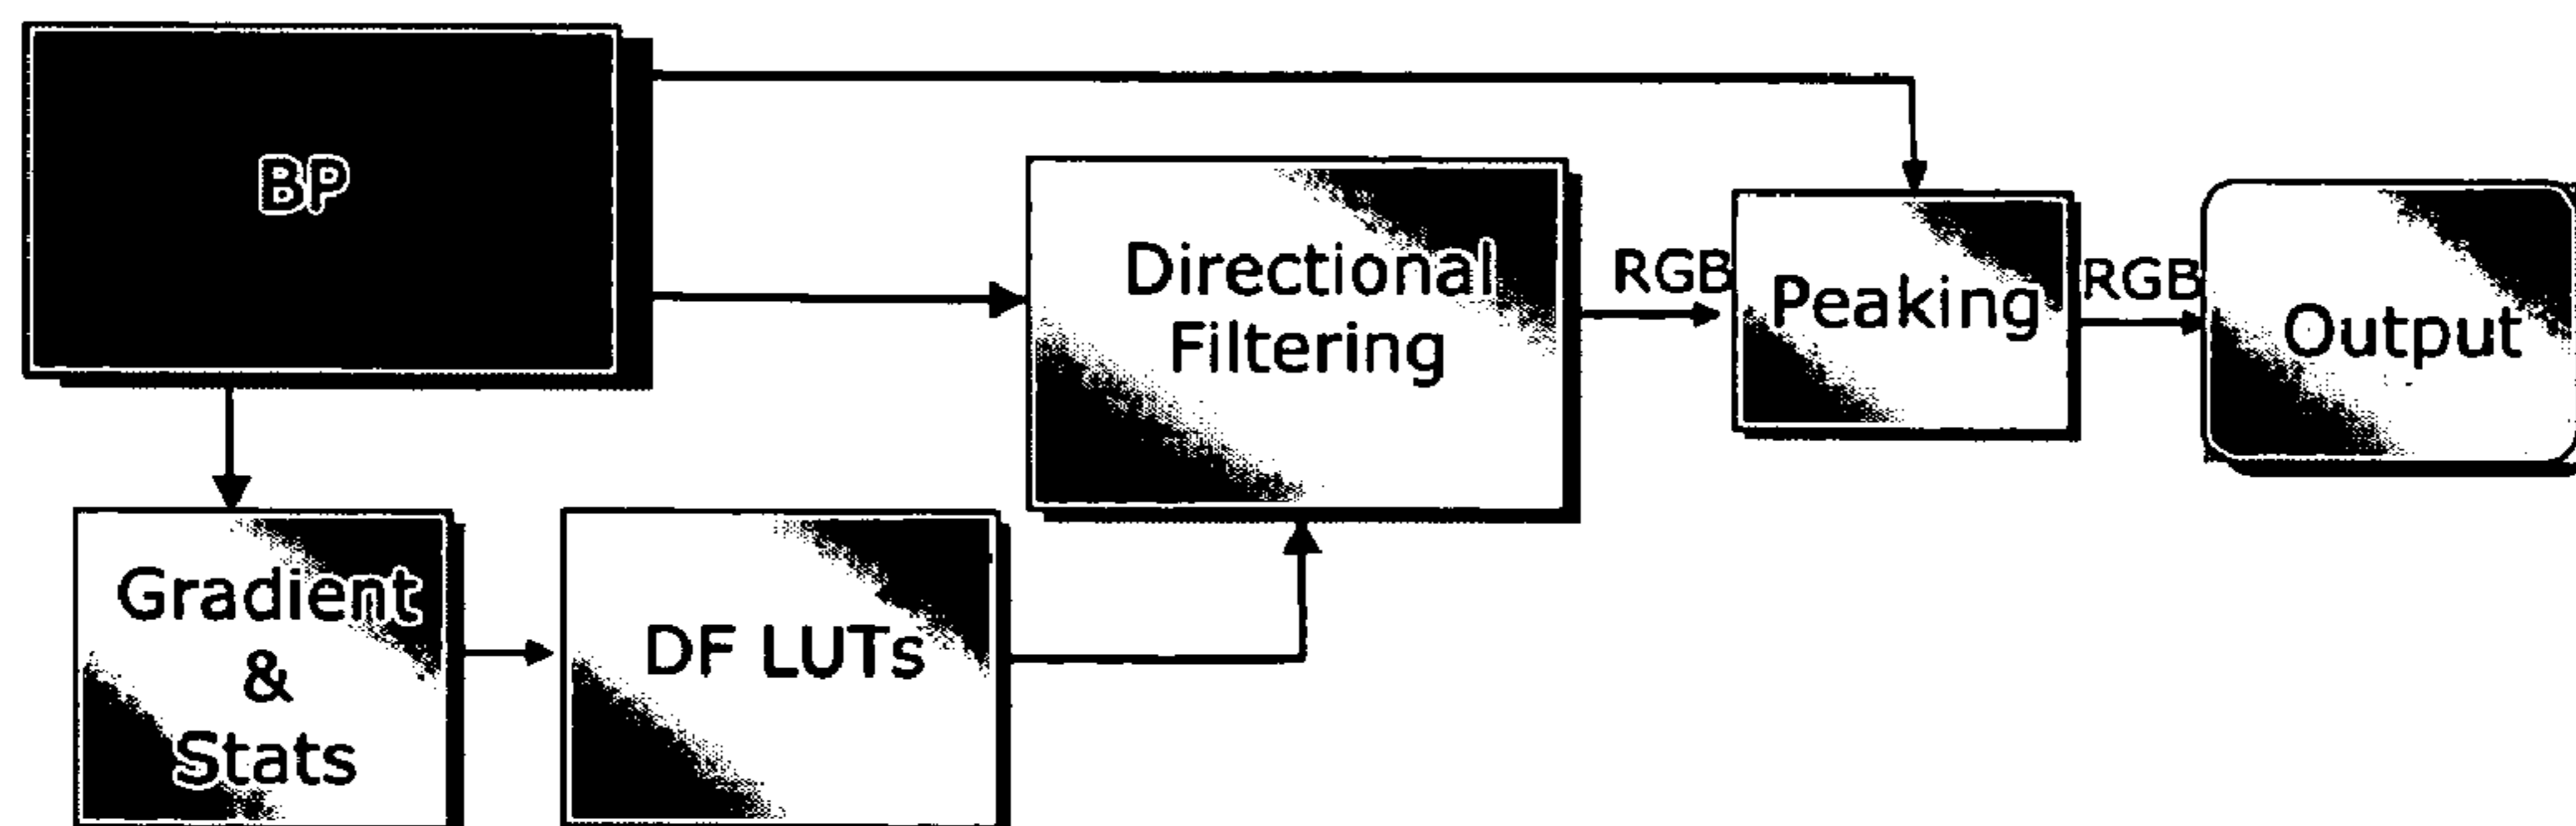 BP
Directional
Filtering
RGB
Peaking
RGB
Output
Gradient
&
Stats
DF LUTs